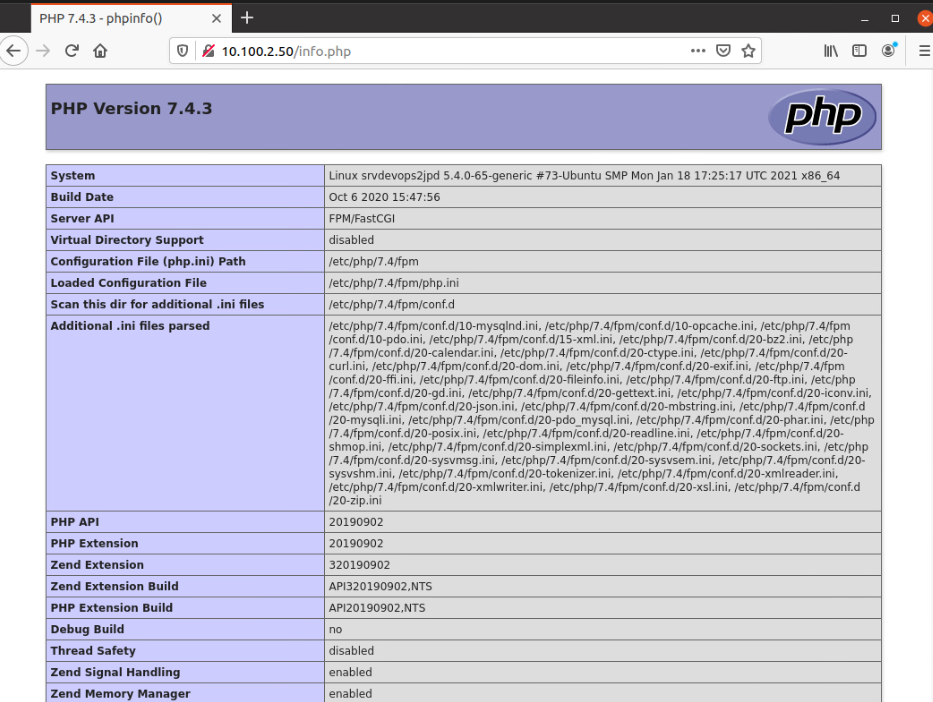 PHP 7.4.3 - phpinfo()
10.100.2.50/info.php
PHP Version 7.4.3
php
System Linux srvdevops2jpd 5.4.0-65-generic #73-Ubuntu SMP Mon Jan 18 17:25:17 UTC 2021 x86_64
Build Date Oct 6 2020 15:47:56
Server API FPM/FastCGI
Virtual Directory Support disabled
Configuration File (php.ini) Path /etc/php/7.4/fpm
Loaded Configuration File /etc/php/7.4/fpm/php.ini
Scan this dir for additional .ini files /etc/php/7.4/fpm/conf.d
Additional .ini files parsed /etc/php/7.4/fpm/conf.d/10-mysqlnd.ini, /etc/php/7.4/fpm/conf.d/10-opcache.ini, /etc/php/7.4/fpm
/conf.d/10-pdo.ini, /etc/php/7.4/fpm/conf.d/15-xml.ini, /etc/php/7.4/fpm/conf.d/20-bz2.ini, /etc/php
/7.4/fpm/conf.d/20-calendar.ini, /etc/php/7.4/fpm/conf.d/20-ctype.ini, /etc/php/7.4/fpm/conf.d/20-
curl.ini, /etc/php/7.4/fpm/conf.d/20-dom.ini, /etc/php/7.4/fpm/conf.d/20-exif.ini, /etc/php/7.4/fpm
/conf.d/20-ffi.ini, /etc/php/7.4/fpm/conf.d/20-fileinfo.ini, /etc/php/7.4/fpm/conf.d/20-ftp.ini, /etc/php
/7.4/fpm/conf.d/20-gd.ini, /etc/php/7.4/fpm/conf.d/20-gettext.ini, /etc/php/7.4/fpm/conf.d/20-iconv.ini,
/etc/php/7.4/fpm/conf.d/20-json.ini, /etc/php/7.4/fpm/conf.d/20-mbstring.ini, /etc/php/7.4/fpm/conf.d
/20-mysqli.ini, /etc/php/7.4/fpm/conf.d/20-pdo_mysql.ini, /etc/php/7.4/fpm/conf.d/20-phar.ini, /etc/php
/7.4/fpm/conf.d/20-posix.ini, /etc/php/7.4/fpm/conf.d/20-readline.ini, /etc/php/7.4/fpm/conf.d/20-
shmop.ini, /etc/php/7.4/fpm/conf.d/20-simplexml.ini, /etc/php/7.4/fpm/conf.d/20-sockets.ini, /etc/php
/7.4/fpm/conf.d/20-sysvmsg.ini, /etc/php/7.4/fpm/conf.d/20-sysvsem.ini, /etc/php/7.4/fpm/conf.d/20-
sysvshm.ini, /etc/php/7.4/fpm/conf.d/20-tokenizer.ini, /etc/php/7.4/fpm/conf.d/20-xmlreader.ini,
/etc/php/7.4/fpm/conf.d/20-xmlwriter.ini, /etc/php/7.4/fpm/conf.d/20-xsl.ini, /etc/php/7.4/fpm/conf.d
/20-zip.ini
PHP API 20190902
PHP Extension 20190902
Zend Extension 320190902
Zend Extension Build API320190902,NTS
PHP Extension Build API20190902,NTS
Debug Build no
Thread Safety disabled
Zend Signal Handling enabled
Zend Memory Manager enabled